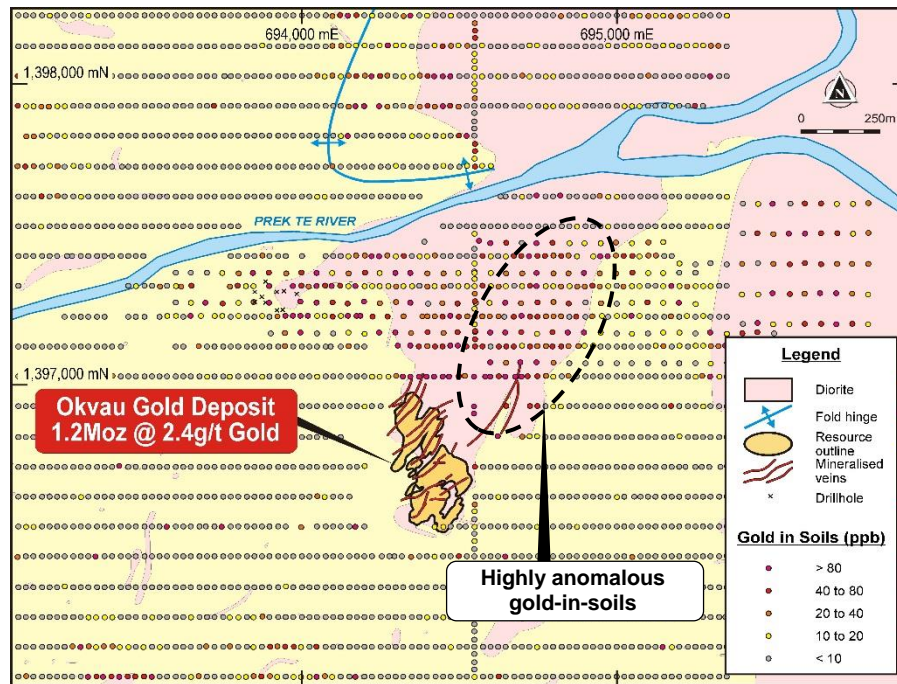 694,000 mE
695,000 mE
1,398,000 mN
N
0 250m
PREK TE RIVER
1,397,000 mN
Okvau Gold Deposit
1.2Moz @ 2.4g/t Gold
Highly anomalous
gold-in-soils
Legend
Diorite
Fold hinge
Resource
outline
Mineralised
veins
Drillhole
Gold in Soils (ppb)
> 80
40 to 80
20 to 40
10 to 20
< 10